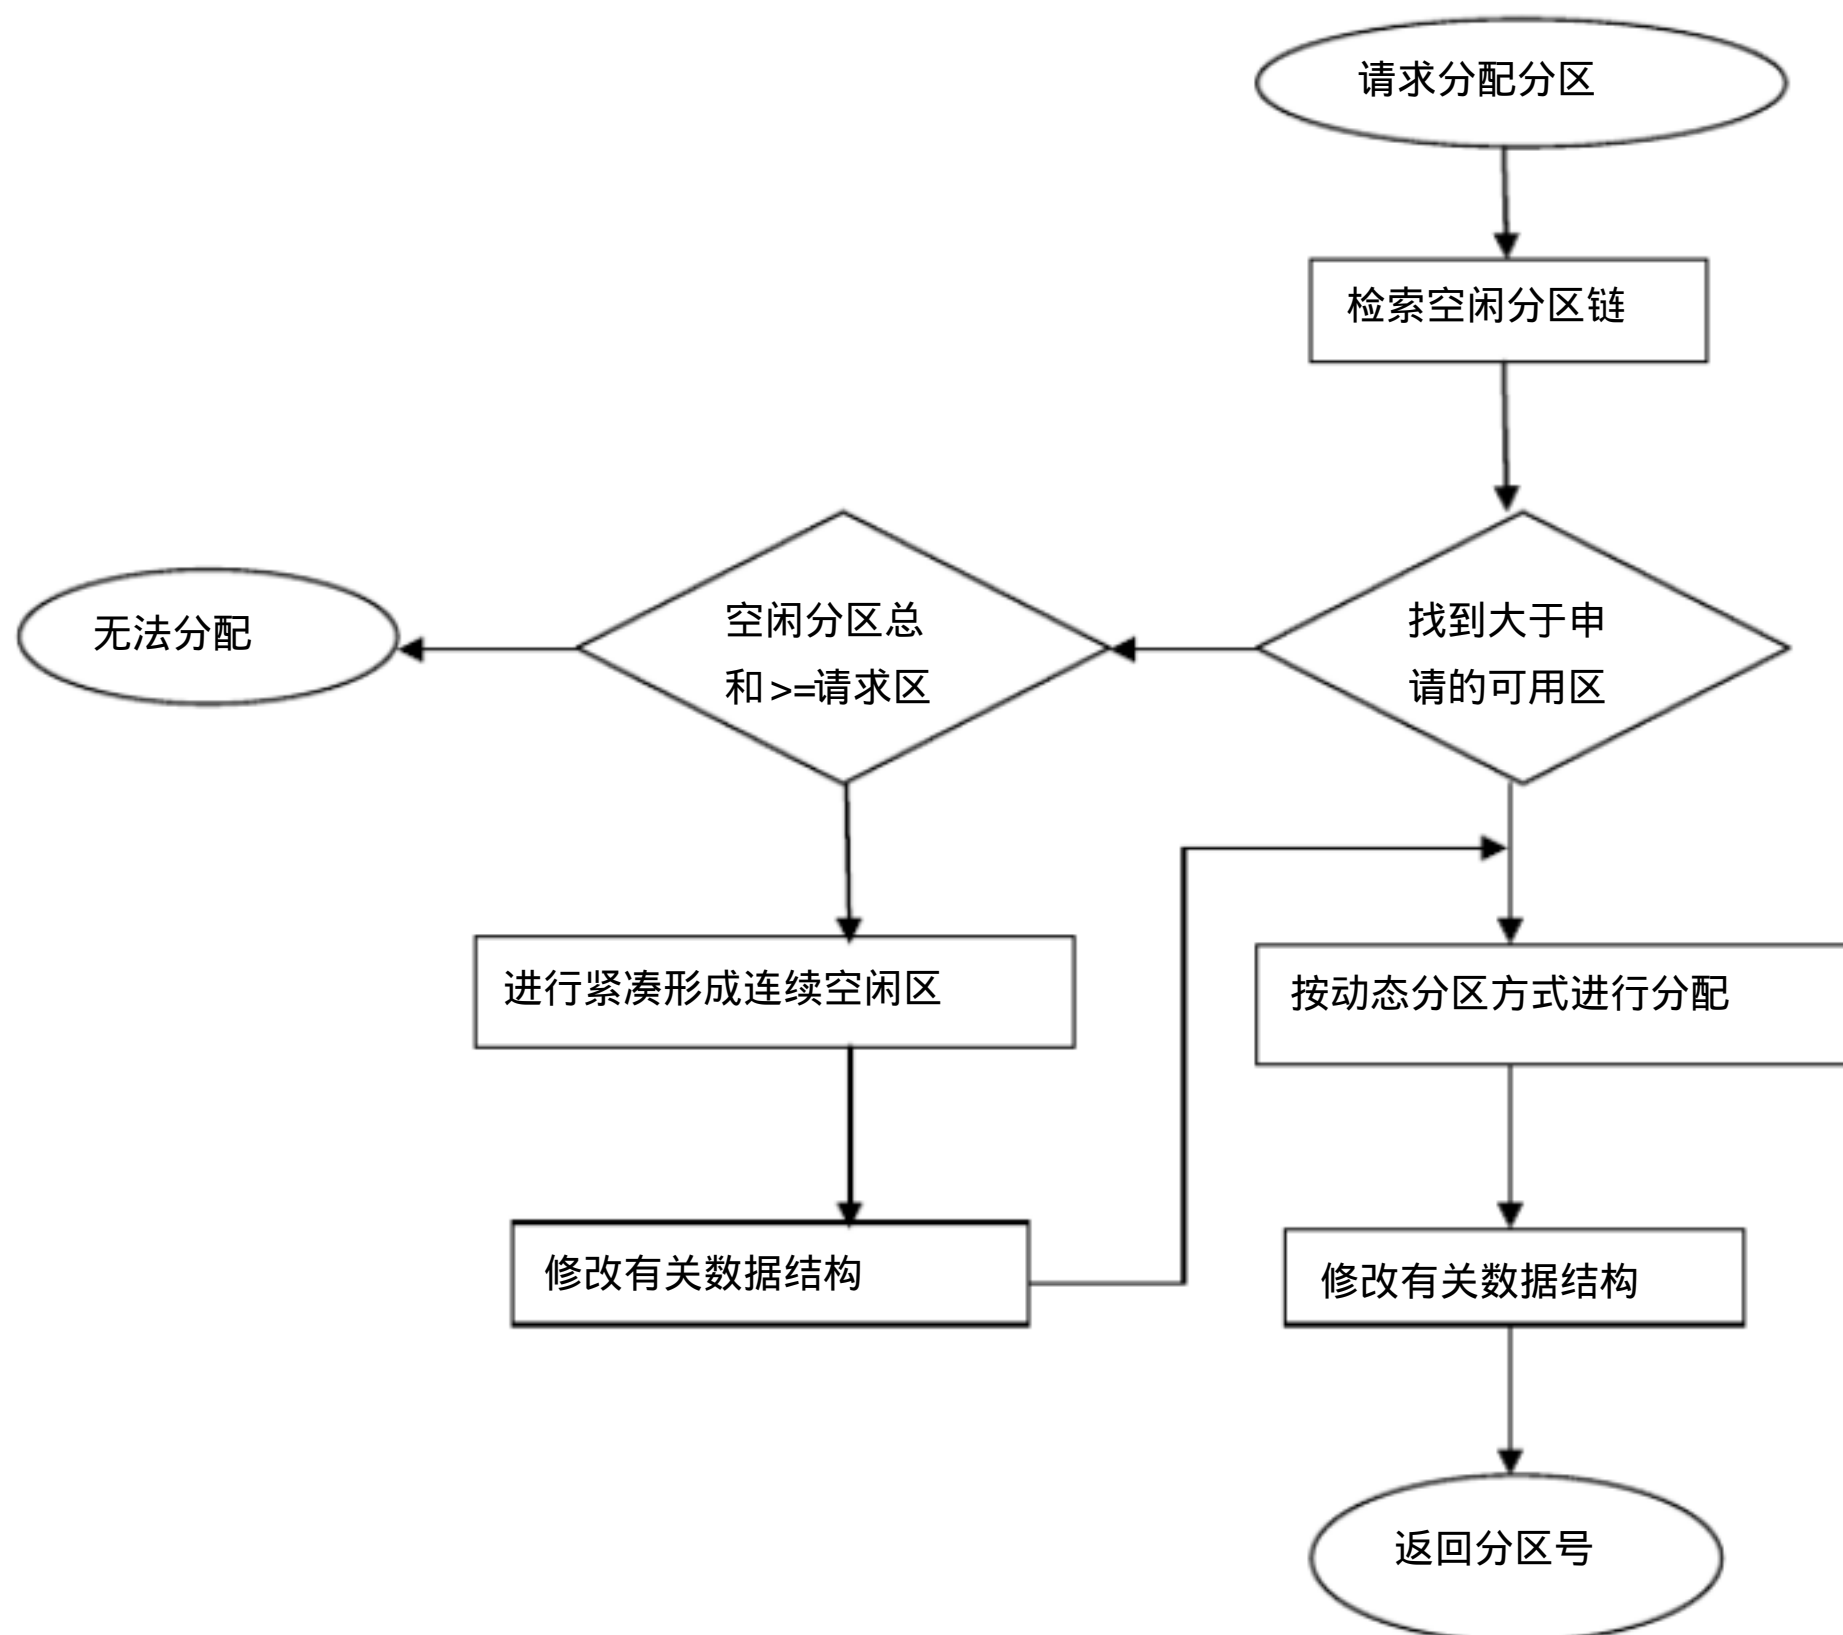 请求分配分区
检索空闲分区链
找到大于申
请的可用区
空闲分区总
和>=请求区
无法分配
进行紧凑形成连续空闲区
按动态分区方式进行分配
修改有关数据结构
修改有关数据结构
返回分区号